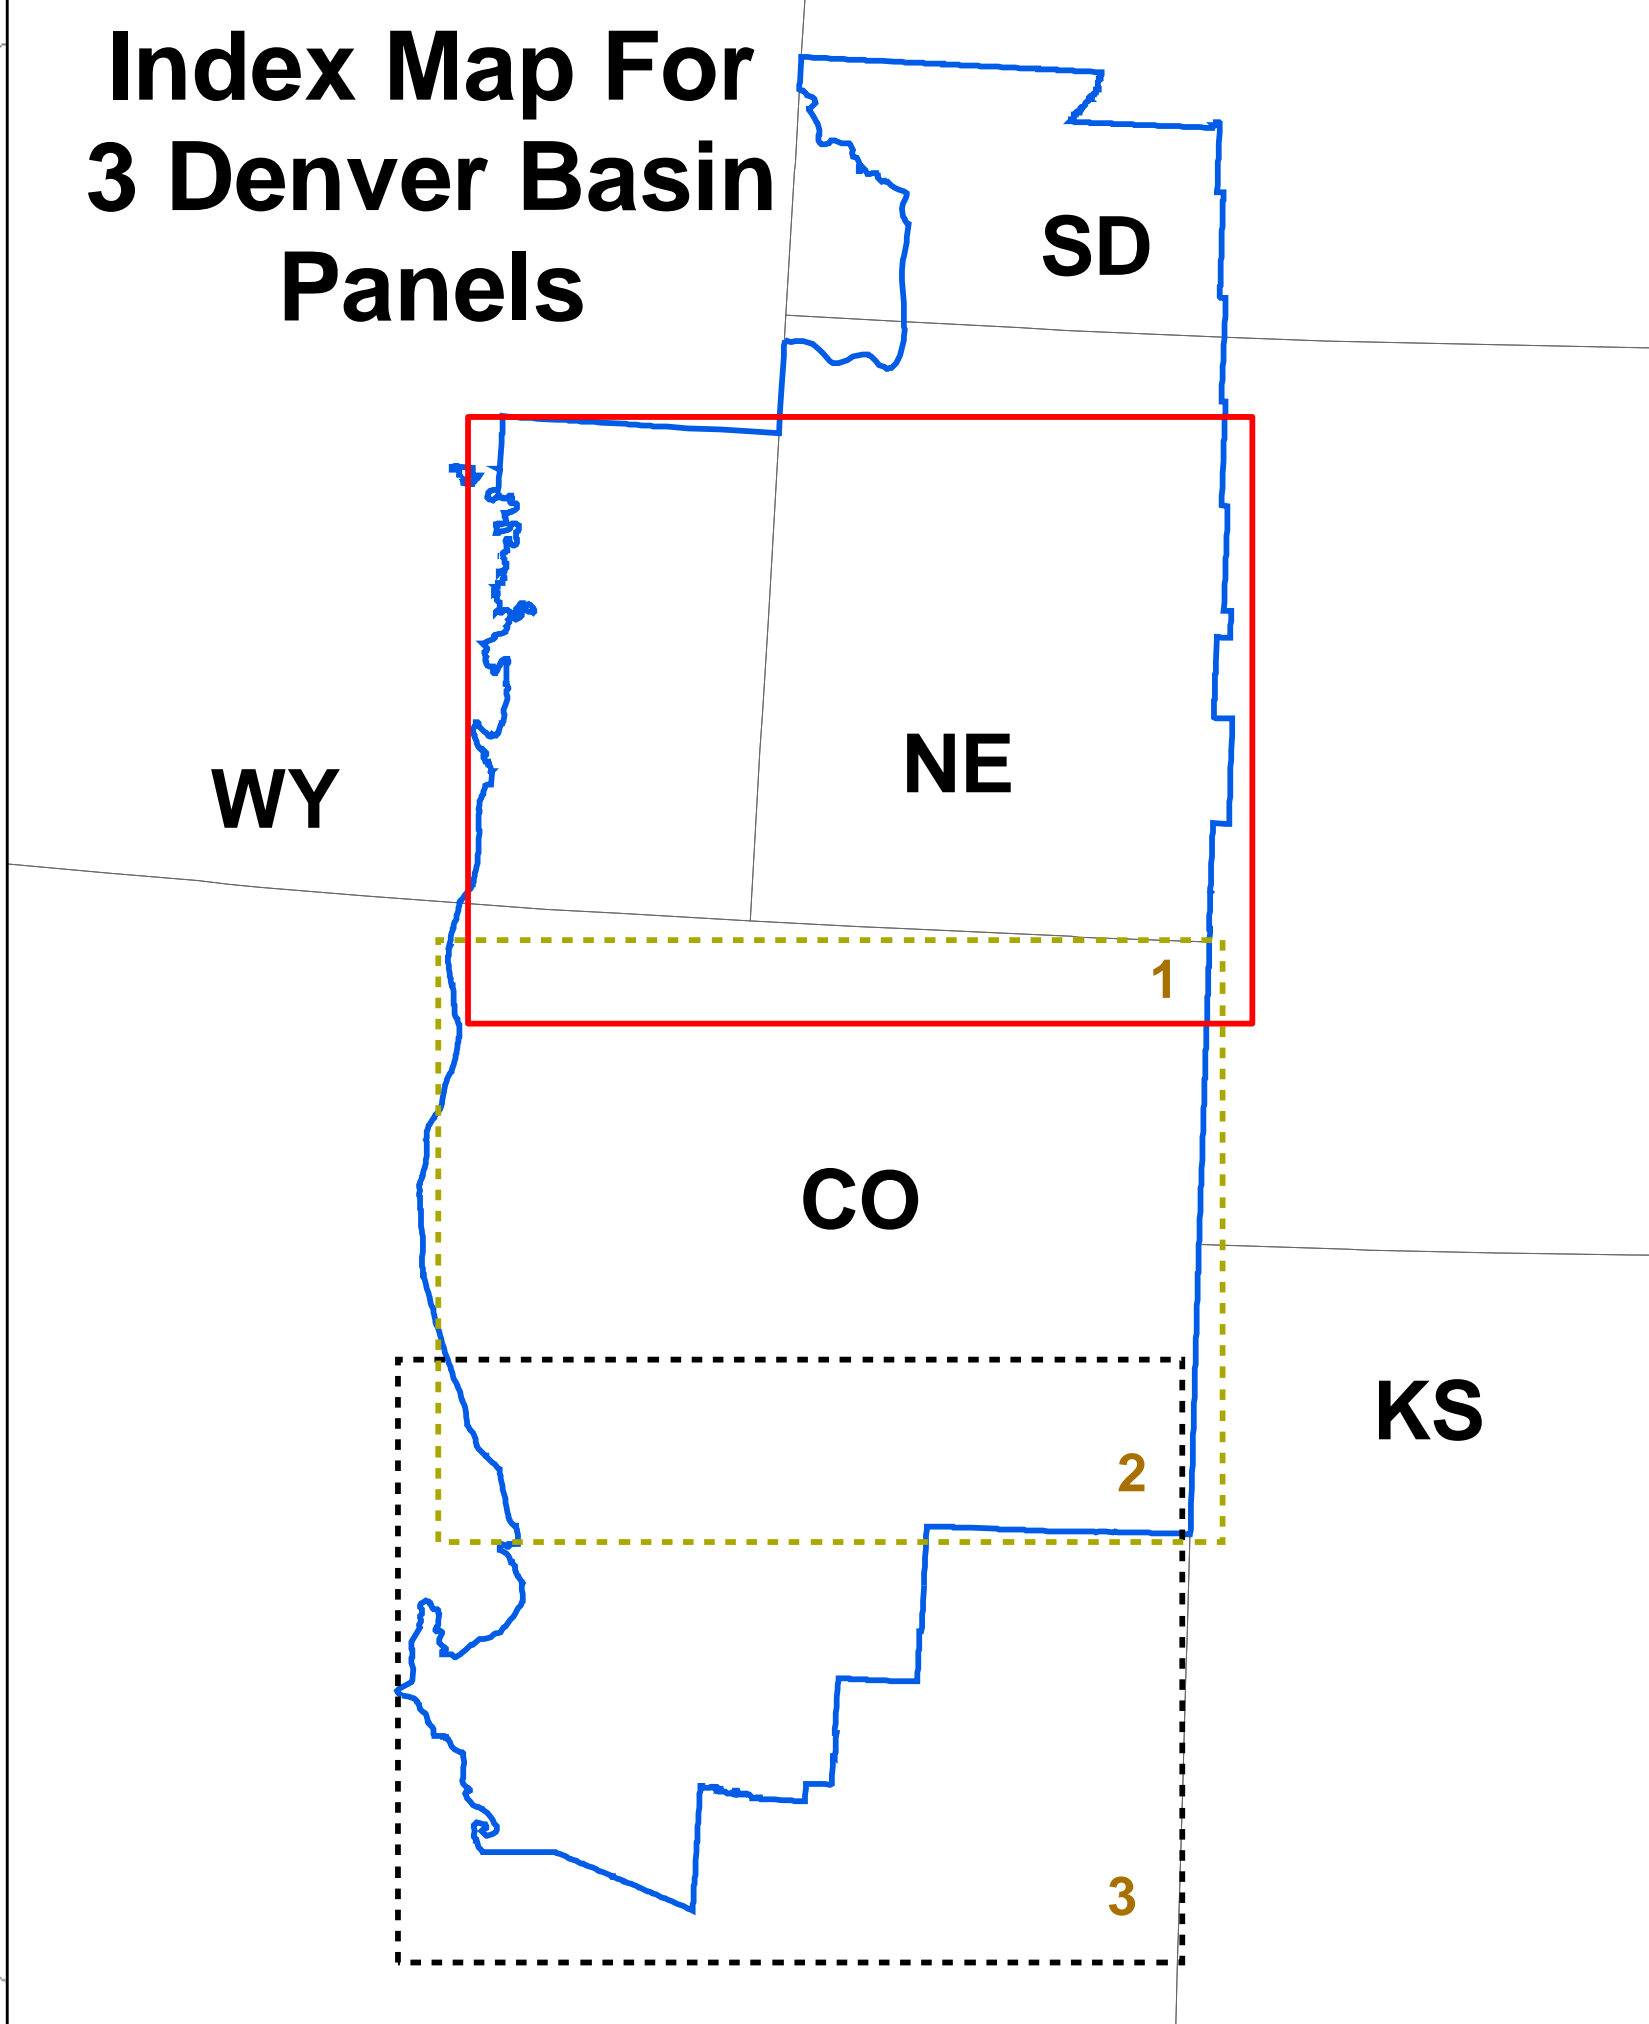 Index Map For
3 Denver Basin
Panels
SD
NE
WY
1
CO
KS
2
3